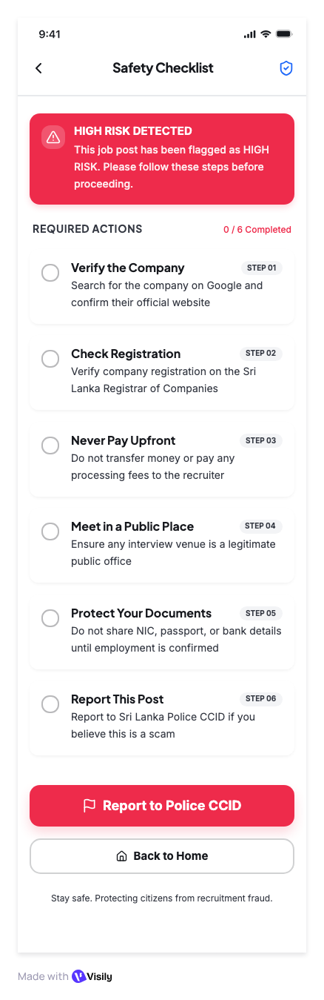 9:41
Safety Checklist
HIGH RISK DETECTED
This job post has been flagged as HIGH
RISK. Please follow these steps before
proceeding.
REQUIRED ACTIONS 0 / 6 Completed
Verify the Company STEP 01
Search for the company on Google and
confirm their official website
Check Registration STEP 02
Verify company registration on the Sri
Lanka Registrar of Companies
Never Pay Upfront STEP 03
Do not transfer money or pay any
processing fees to the recruiter
Meet in a Public Place STEP 04
Ensure any interview venue is a legitimate
public office
Protect Your Documents STEP 05
Do not share NIC, passport, or bank details
until employment is confirmed
Report This Post STEP 06
Report to Sri Lanka Police CCID if you
believe this is a scam
Report to Police CCID
Back to Home
Stay safe. Protecting citizens from recruitment fraud.
Made with Visily